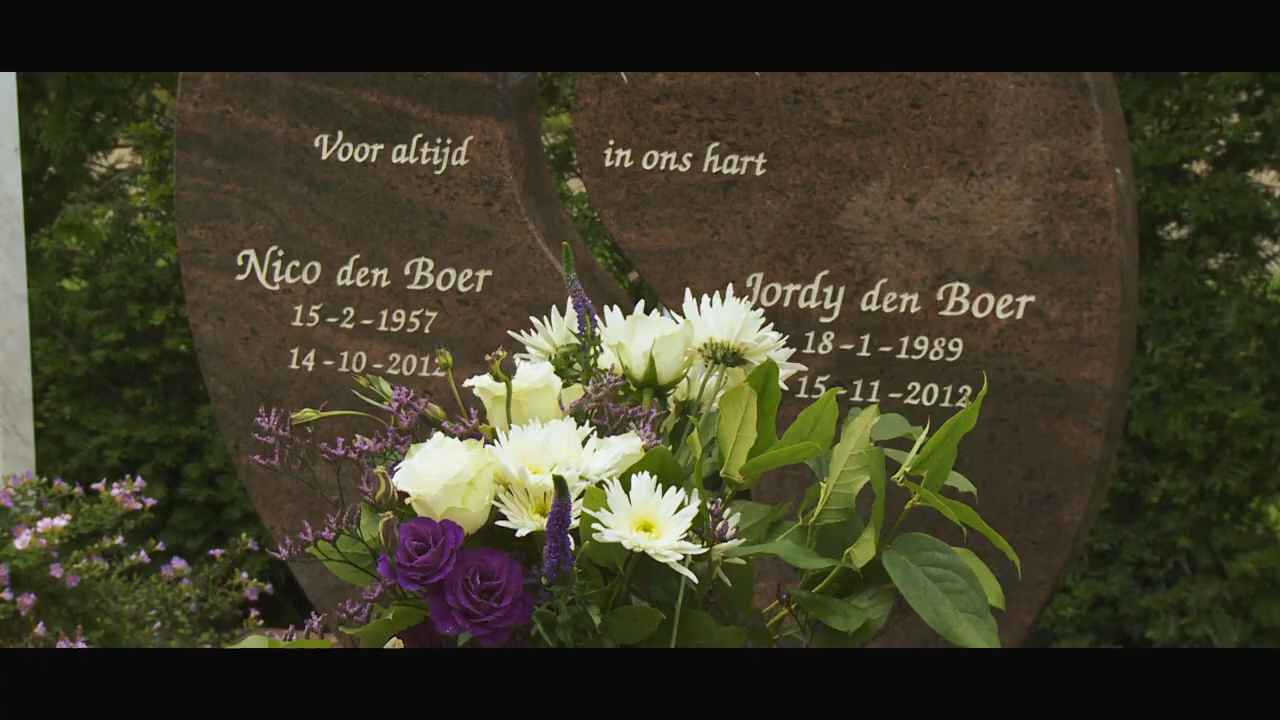 Voor altijd in ons hart
Nico den Boer
15-2-1957
14-10-2012
Jordy den Boer
18-1-1989
15-11-2012